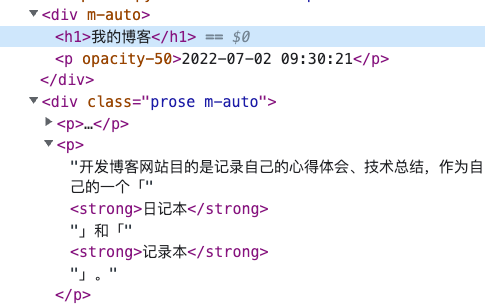 ▼<div m-auto>
<h1>我的博客</h1> == $0
<p opacity-50>2022-07-02 09:30:21</p>
</div>
▼<div class="prose m-auto">
▶<p>…</p>
▼<p>
"开发博客网站目的是记录自己的心得体会、技术总结，作为自
己的一个「"
<strong>日记本</strong>
"」和「"
<strong>记录本</strong>
"」。"
</p>